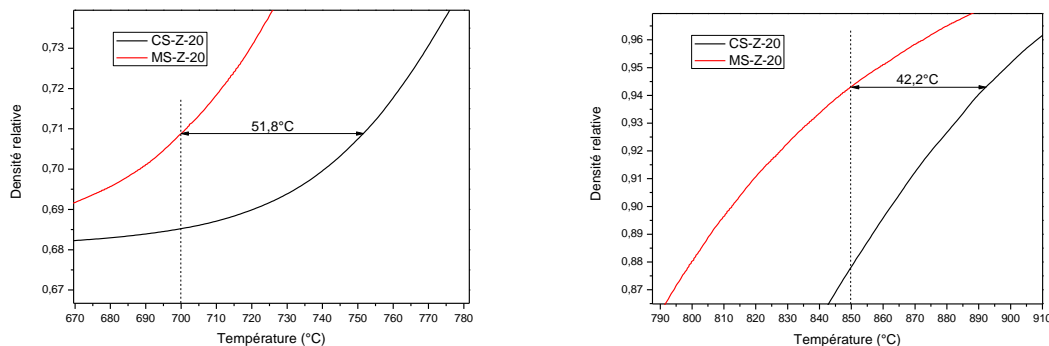 0,73
0,72
0,71
0,70
0,69
0,68
0,67
Densité relative
CS-Z-20
MS-Z-20
51,8°C
670 680 690 700 710 720 730 740 750 760 770 780
Température (°C)
0,96
0,95
0,94
0,93
0,92
0,91
0,90
0,89
0,88
0,87
Densité relative
CS-Z-20
MS-Z-20
42,2°C
790 800 810 820 830 840 850 860 870 880 890 900 910
Température (°C)